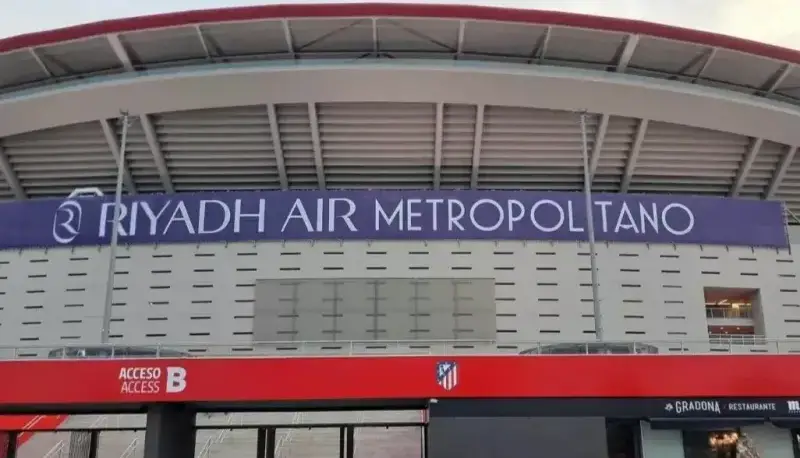 RIYADH AIR METROPOLITANO
ACCESO
ACCESS B
GRADONA / RESTAURANTE